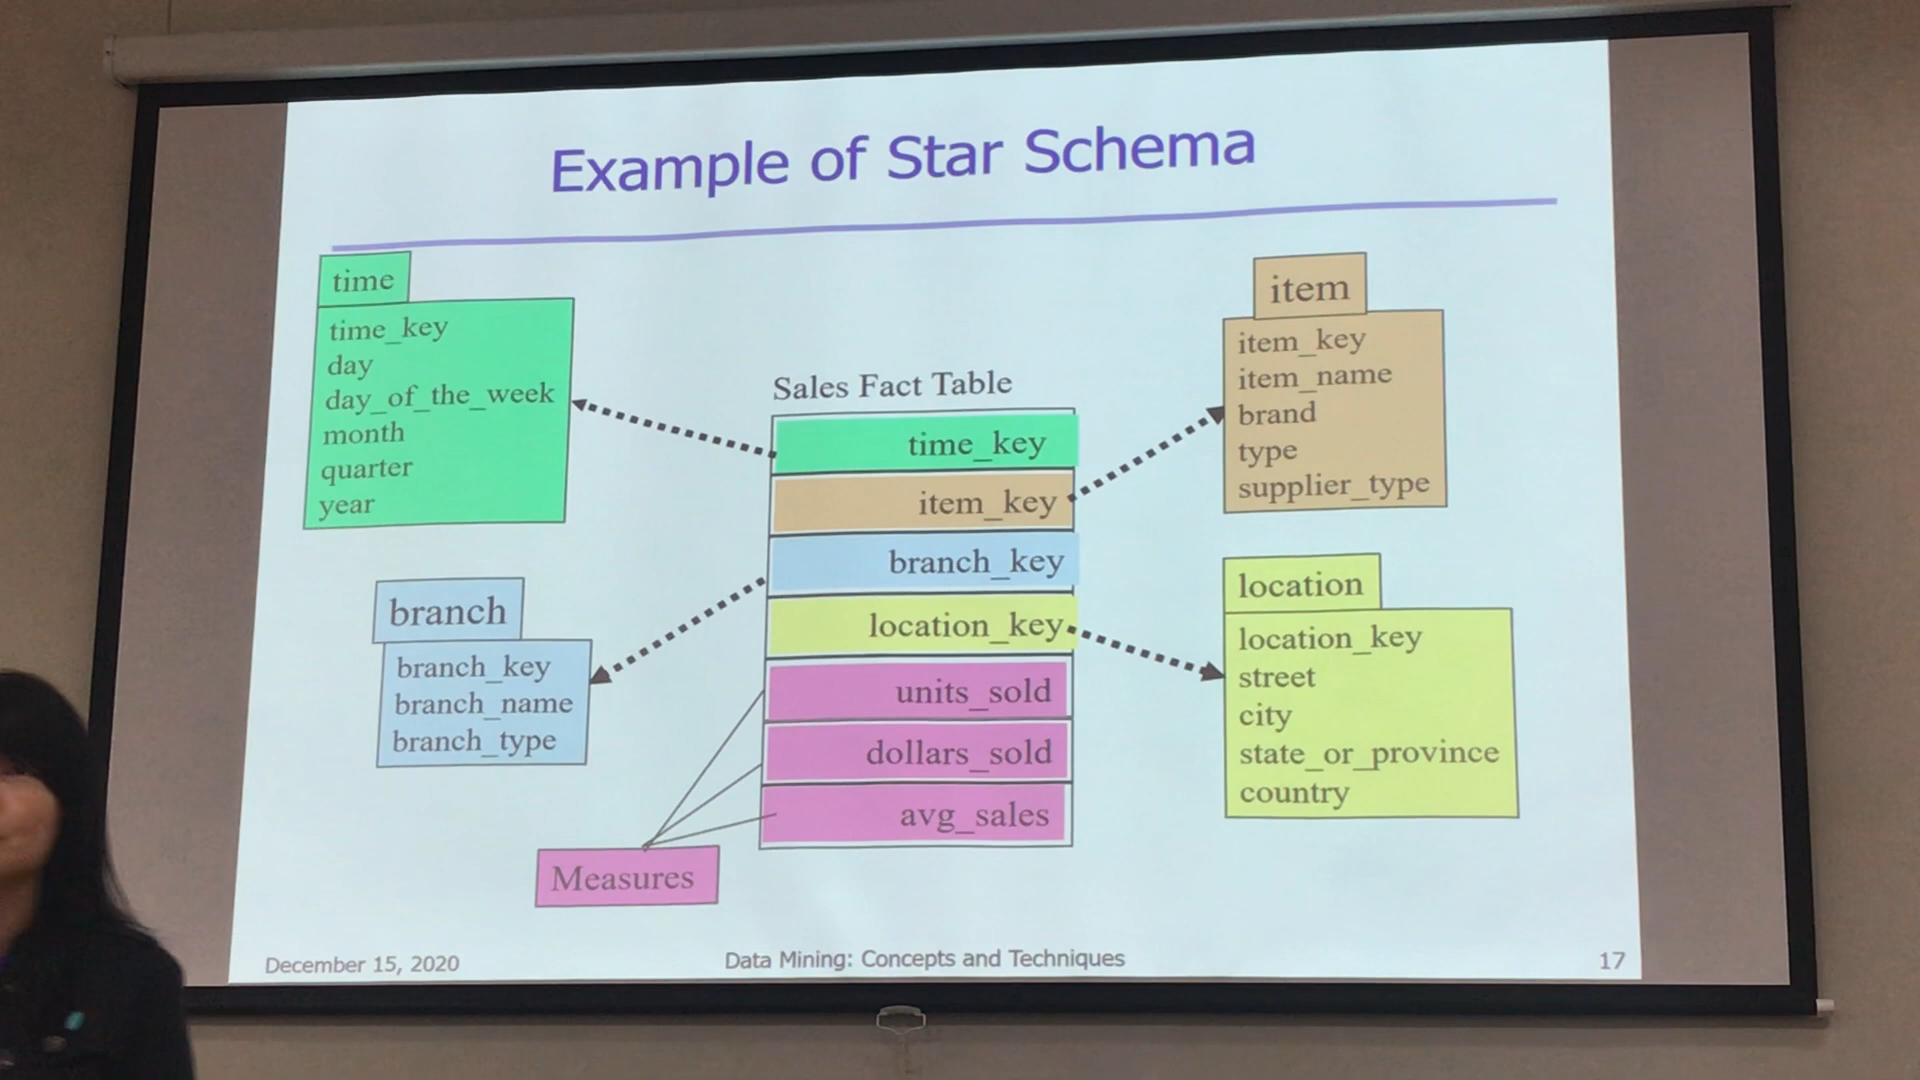 Example of Star Schema
time
time_key
day
day_of_the_week
month
quarter
year
item
item_key
item_name
brand
type
supplier_type
Sales Fact Table
time_key
item_key
branch_key
location_key
units_sold
dollars_sold
avg_sales
branch
branch_key
branch_name
branch_type
location
location_key
street
city
state_or_province
country
Measures
December 15, 2020
Data Mining: Concepts and Techniques
17